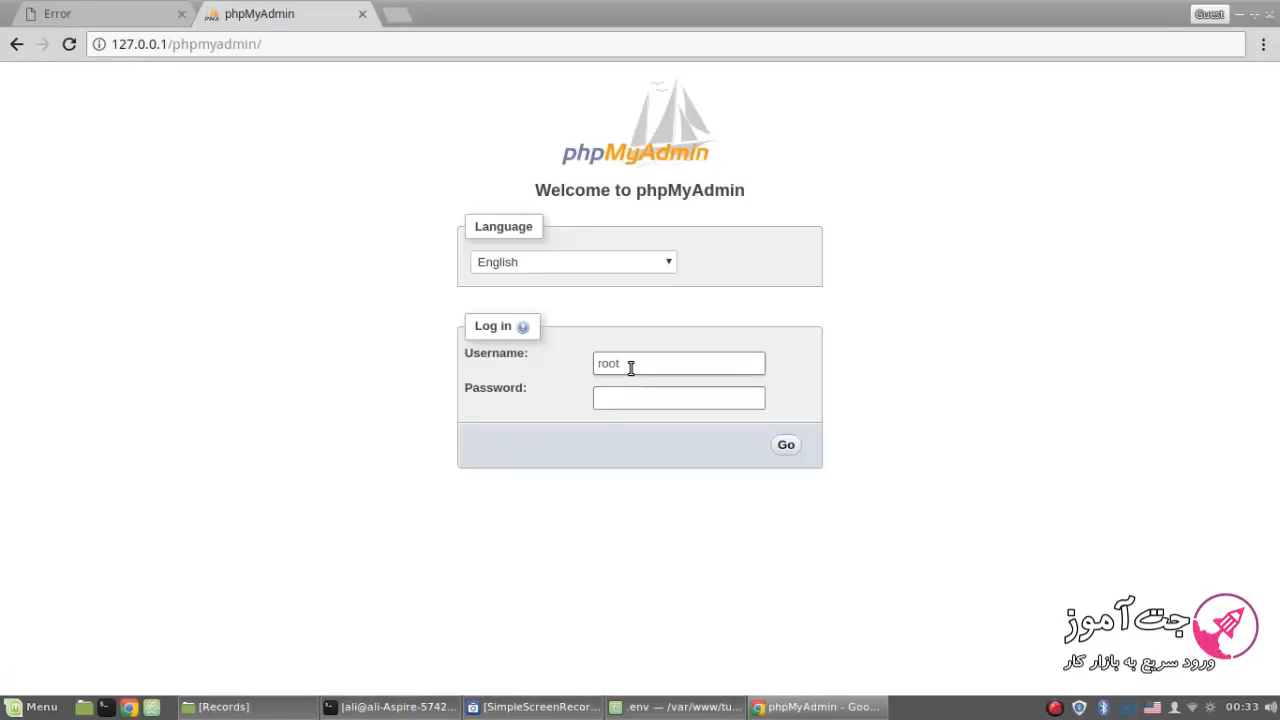 Error
phpMyAdmin
Guest
127.0.0.1/phpmyadmin/
phpMyAdmin
Welcome to phpMyAdmin
Language
English
Log in
Username:
root
Password:
Go
جت آموز
ورود سریع به بازار کار
Menu
[Records]
[ali@ali-Aspire-5742...
[SimpleScreenRecor...
.env — /var/www/tu...
phpMyAdmin - Goo...
00:33